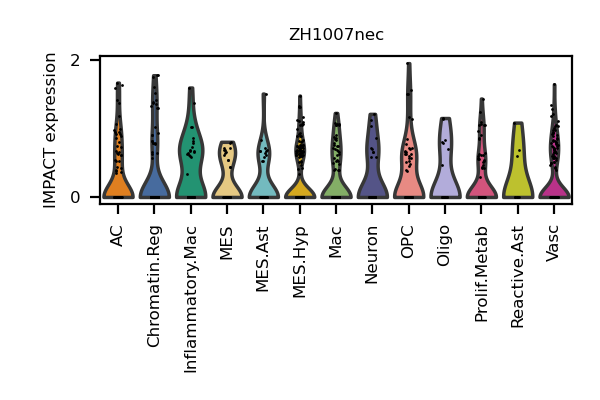 ZH1007nec
IMPACT expression
2
0
AC
Chromatin.Reg
Inflammatory.Mac
MES
MES.Ast
MES.Hyp
Mac
Neuron
OPC
Oligo
Prolif.Metab
Reactive.Ast
Vasc